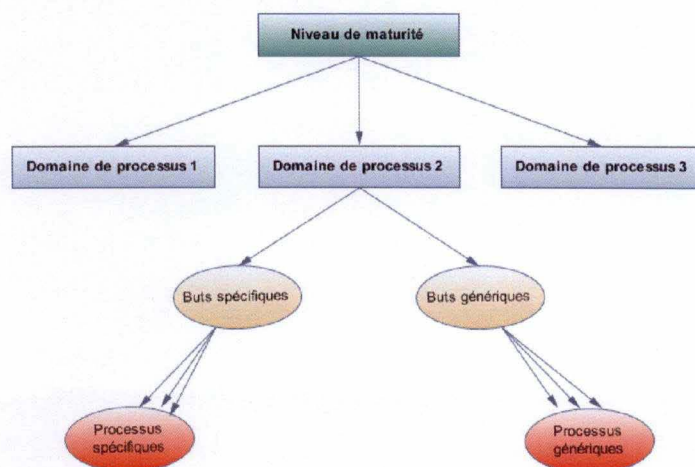 Niveau de maturité
Domaine de processus 1
Domaine de processus 2
Domaine de processus 3
Buts spécifiques
Buts génériques
Processus
spécifiques
Processus
génériques